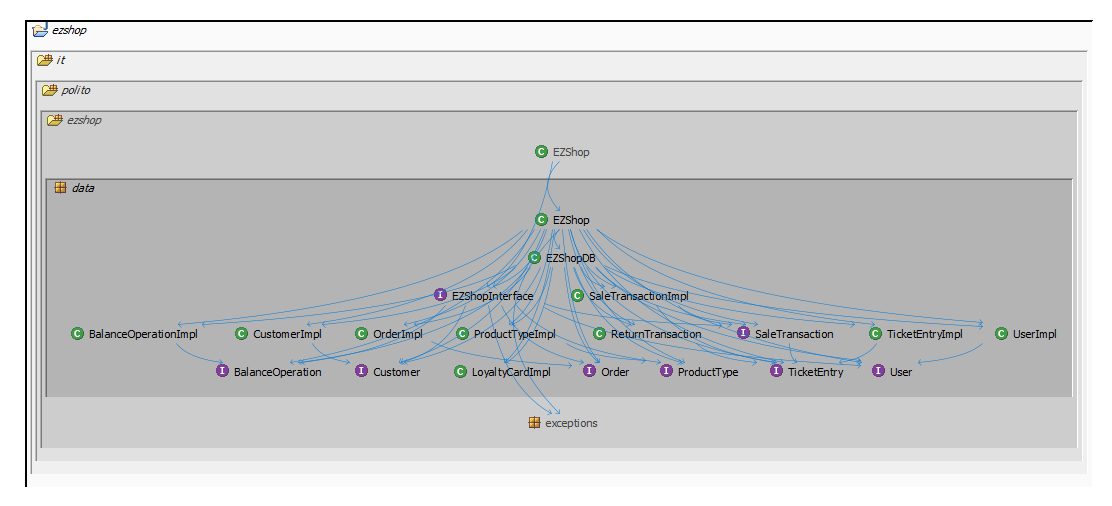 ezshop
it
polito
ezshop
C EZShop
data
C EZShop
C EZShopDB
I EZShopInterface C SaleTransactionImpl
C BalanceOperationImpl C CustomerImpl C OrderImpl C ProductTypeImpl C ReturnTransaction I SaleTransaction C TicketEntryImpl C UserImpl
I BalanceOperation I Customer C LoyaltyCardImpl I Order I ProductType I TicketEntry I User
exceptions